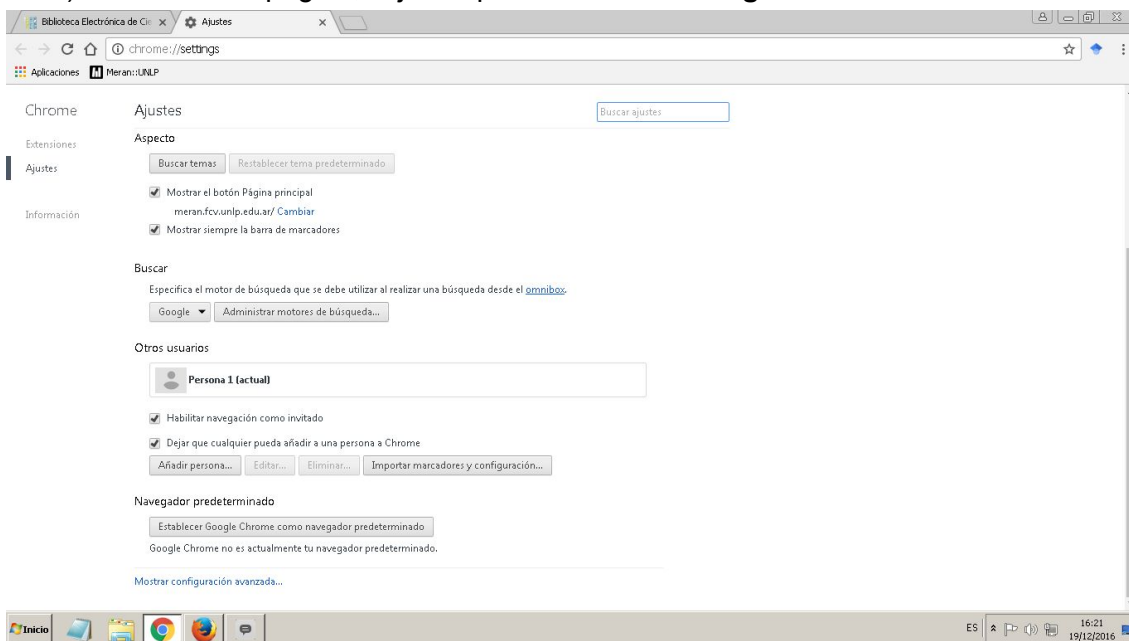 Biblioteca Electrónica de Cie
Ajustes
chrome://settings
Aplicaciones
Meran::UNLP
Chrome
Extensiones
Ajustes
Información
Ajustes
Buscar ajustes
Aspecto
Buscar temas
Restablecer tema predeterminado
Mostrar el botón Página principal
meran.fcv.unlp.edu.ar/ Cambiar
Mostrar siempre la barra de marcadores
Buscar
Especifica el motor de búsqueda que se debe utilizar al realizar una búsqueda desde el omnibox.
Google
Administrar motores de búsqueda...
Otros usuarios
Persona 1 (actual)
Habilitar navegación como invitado
Dejar que cualquier pueda añadir a una persona a Chrome
Añadir persona... Editar... Eliminar... Importar marcadores y configuración...
Navegador predeterminado
Establecer Google Chrome como navegador predeterminado
Google Chrome no es actualmente tu navegador predeterminado.
Mostrar configuración avanzada...
Inicio
ES
16:21
19/12/2016